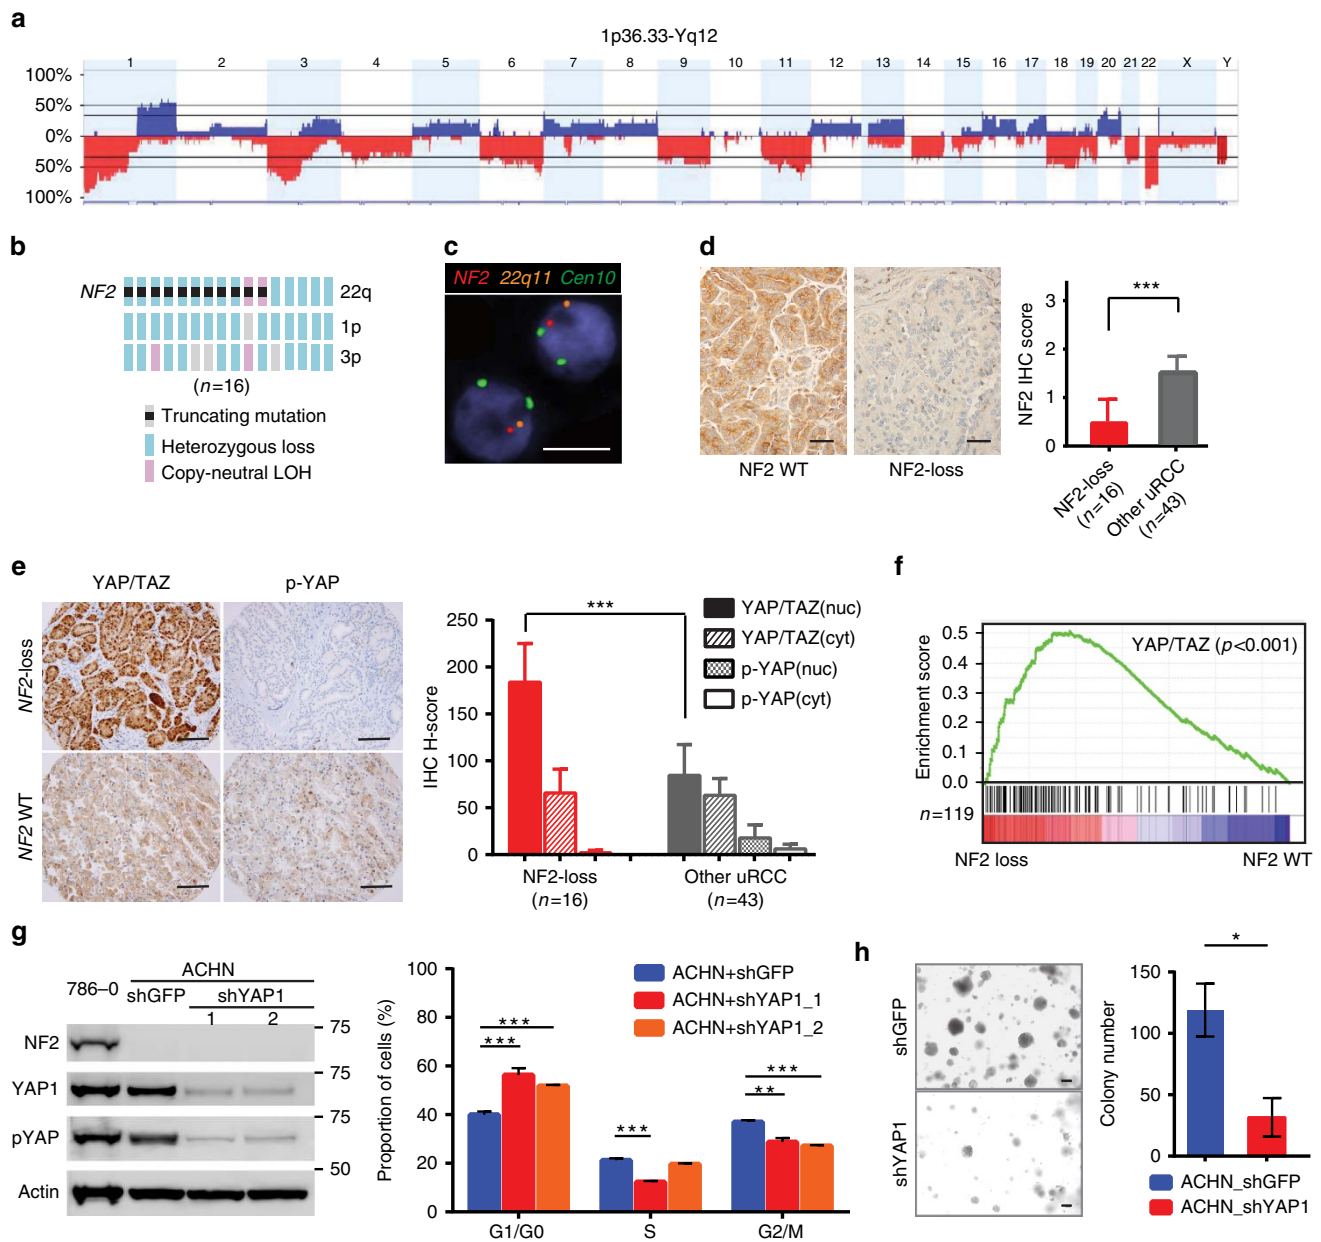 a
1p36.33-Yq12
1 2 3 4 5 6 7 8 9 10 11 12 13 14 15 16 17 18 19 20 21 22 X Y
100%
50%
0%
50%
100%
b
NF2
22q
1p
3p
(n=16)
Truncating mutation
Heterozygous loss
Copy-neutral LOH
c
NF2 22q11 Cen10
d
NF2 WT
NF2-loss
NF2 IHC score
3
2
1
0
***
NF2-loss
(n=16)
Other uRCC
(n=43)
e
YAP/TAZ
p-YAP
NF2-loss
NF2 WT
IHC H-score
250
200
150
100
50
0
***
YAP/TAZ(nuc)
YAP/TAZ(cyt)
p-YAP(nuc)
p-YAP(cyt)
NF2-loss
(n=16)
Other uRCC
(n=43)
f
Enrichment score
0.5
0.4
0.3
0.2
0.1
0.0
YAP/TAZ (p<0.001)
n=119
NF2 loss
NF2 WT
g
786–0
ACHN
shGFP
shYAP1
1 2
NF2
YAP1
pYAP
Actin
75
75
75
50
Proportion of cells (%)
100
80
60
40
20
0
ACHN+shGFP
ACHN+shYAP1_1
ACHN+shYAP1_2
***
***
***
***
**
G1/G0
S
G2/M
h
shGFP
shYAP1
Colony number
150
100
50
0
*
ACHN_shGFP
ACHN_shYAP1